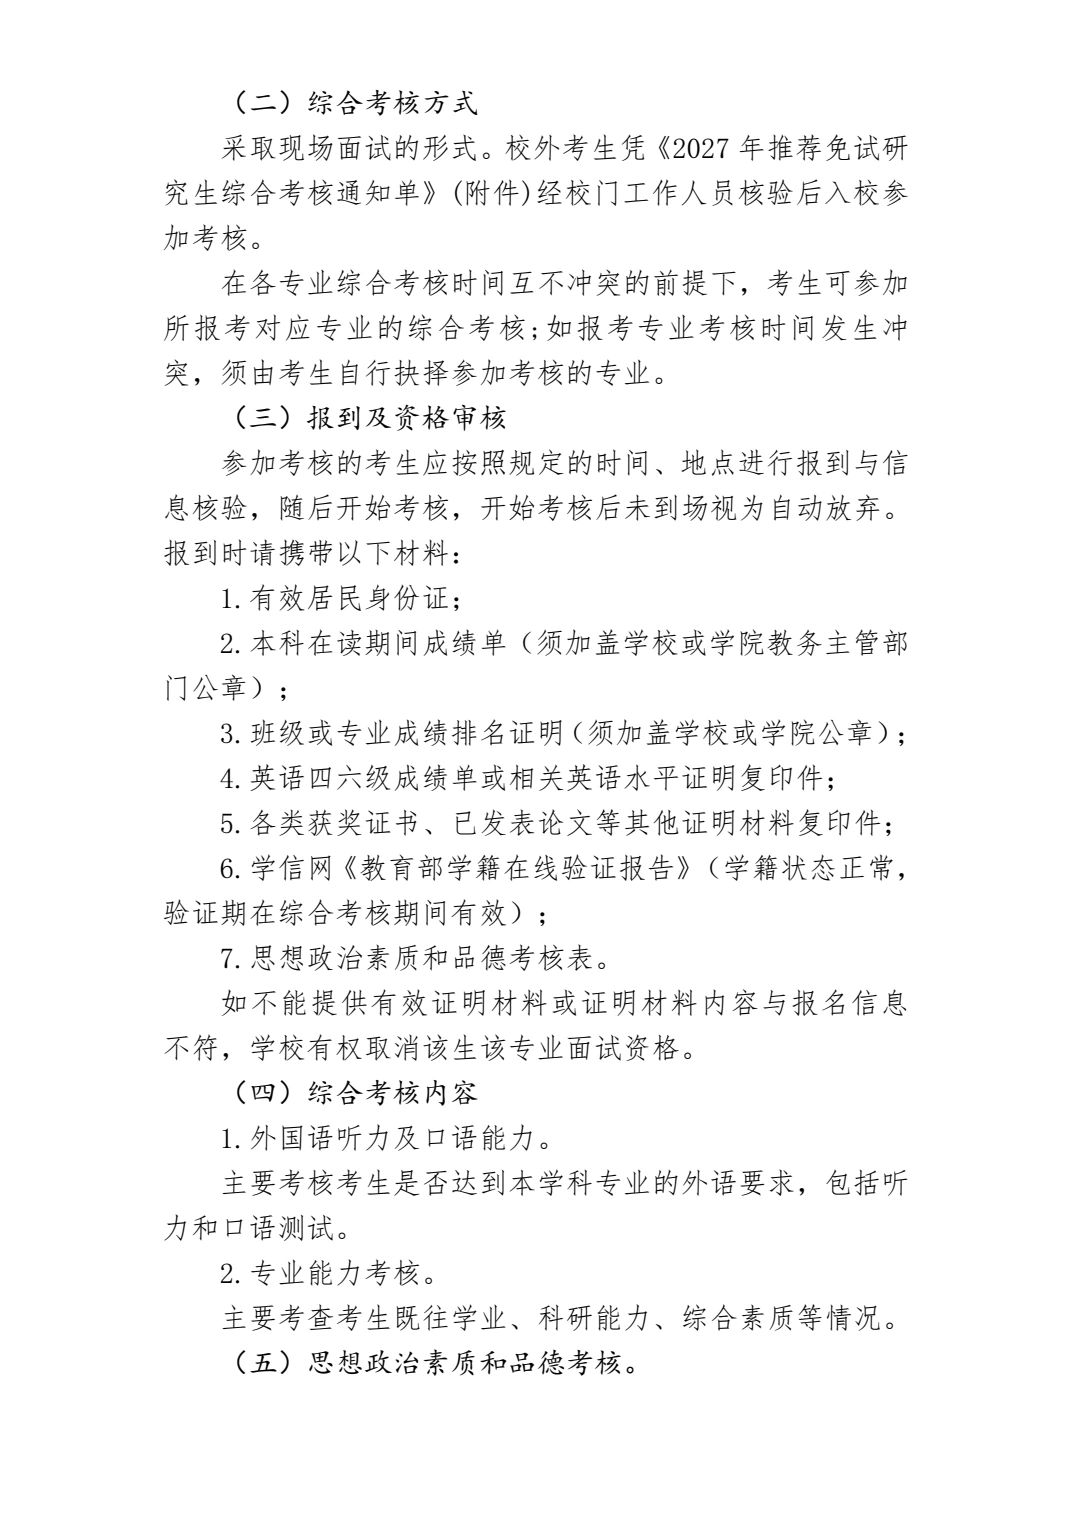 （二）综合考核方式
采取现场面试的形式。校外考生凭《2027 年推荐免试研
究生综合考核通知单》(附件)经校门工作人员核验后入校参
加考核。
在各专业综合考核时间互不冲突的前提下，考生可参加
所报考对应专业的综合考核;如报考专业考核时间发生冲
突，须由考生自行抉择参加考核的专业。
（三）报到及资格审核
参加考核的考生应按照规定的时间、地点进行报到与信
息核验，随后开始考核，开始考核后未到场视为自动放弃。
报到时请携带以下材料：
1.有效居民身份证；
2.本科在读期间成绩单（须加盖学校或学院教务主管部
门公章）；
3.班级或专业成绩排名证明（须加盖学校或学院公章）；
4.英语四六级成绩单或相关英语水平证明复印件；
5.各类获奖证书、已发表论文等其他证明材料复印件；
6.学信网《教育部学籍在线验证报告》（学籍状态正常，
验证期在综合考核期间有效）；
7.思想政治素质和品德考核表。
如不能提供有效证明材料或证明材料内容与报名信息
不符，学校有权取消该生该专业面试资格。
（四）综合考核内容
1.外国语听力及口语能力。
主要考核考生是否达到本学科专业的外语要求，包括听
力和口语测试。
2.专业能力考核。
主要考查考生既往学业、科研能力、综合素质等情况。
（五）思想政治素质和品德考核。